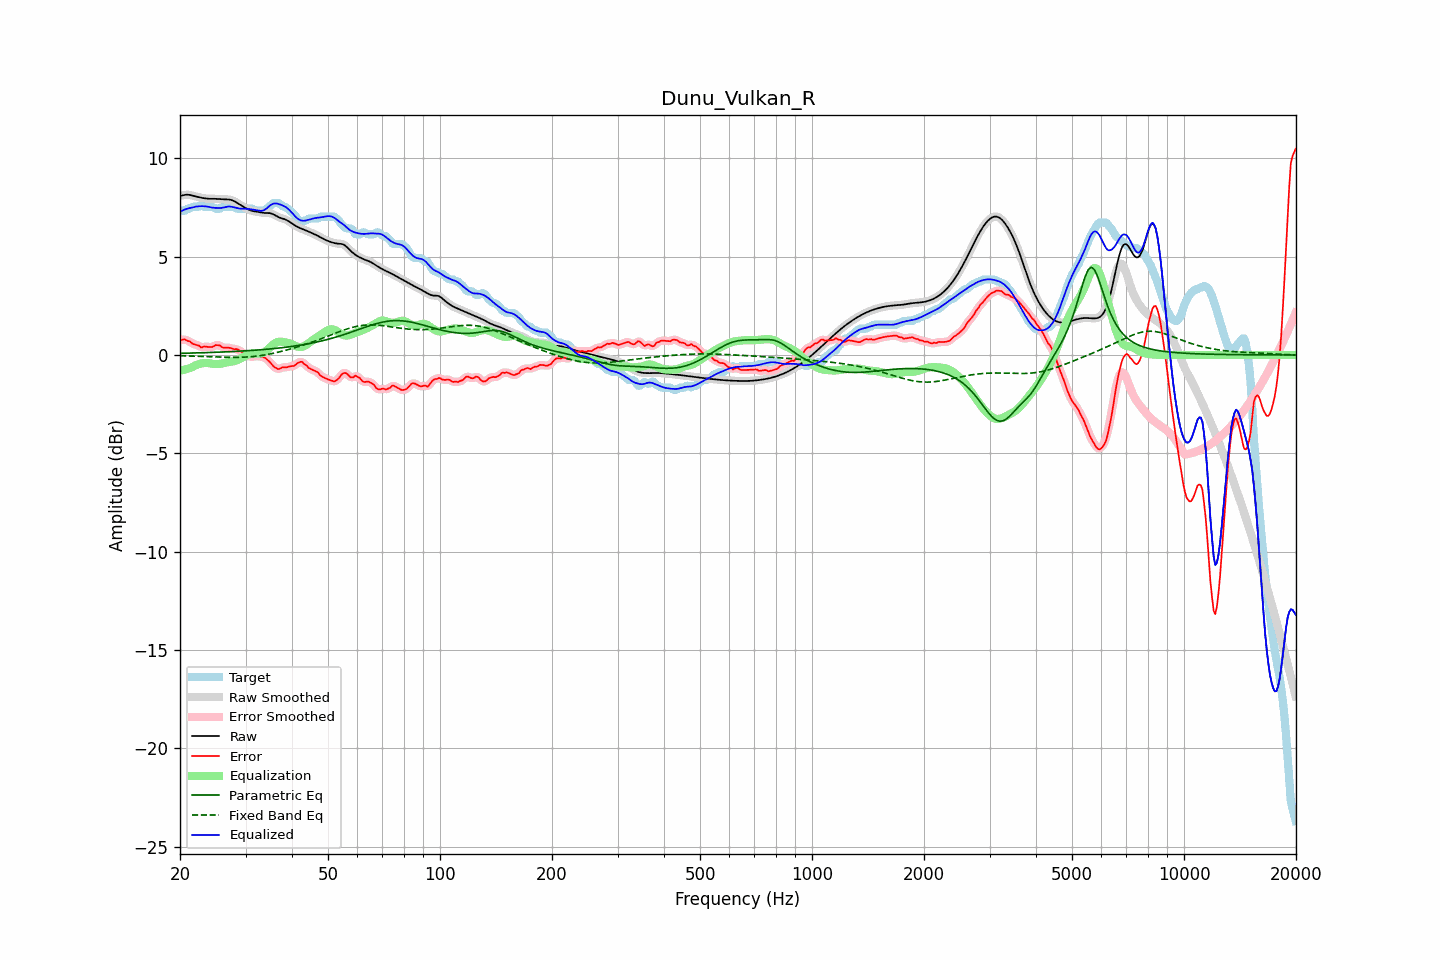 Dunu_Vulkan_R
Amplitude (dBr)
10
5
0
−5
−10
−15
−20
−25
Target
Raw Smoothed
Error Smoothed
Raw
Error
Equalization
Parametric Eq
Fixed Band Eq
Equalized
20
50
100
200
500
1000
2000
5000
10000
20000
Frequency (Hz)